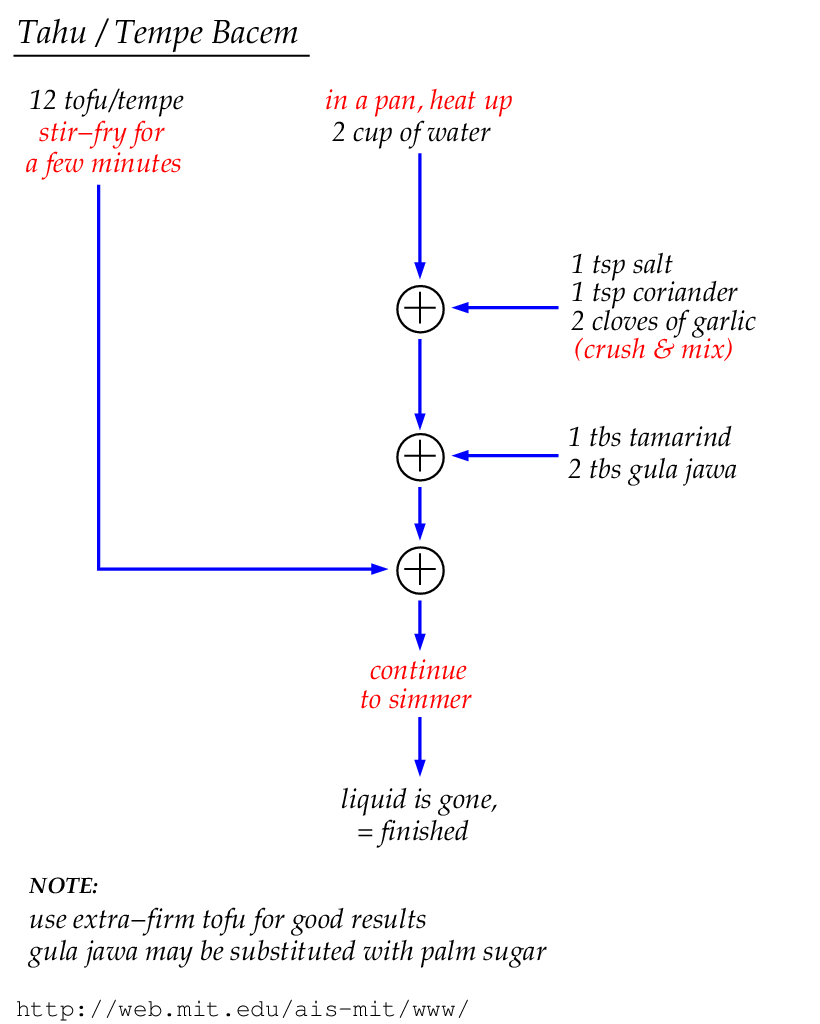 Tahu / Tempe Bacem
12 tofu/tempe
stir–fry for
a few minutes
in a pan, heat up
2 cup of water
1 tsp salt
1 tsp coriander
2 cloves of garlic
(crush & mix)
1 tbs tamarind
2 tbs gula jawa
continue
to simmer
liquid is gone,
= finished
NOTE:
use extra–firm tofu for good results
gula jawa may be substituted with palm sugar
http://web.mit.edu/ais-mit/www/